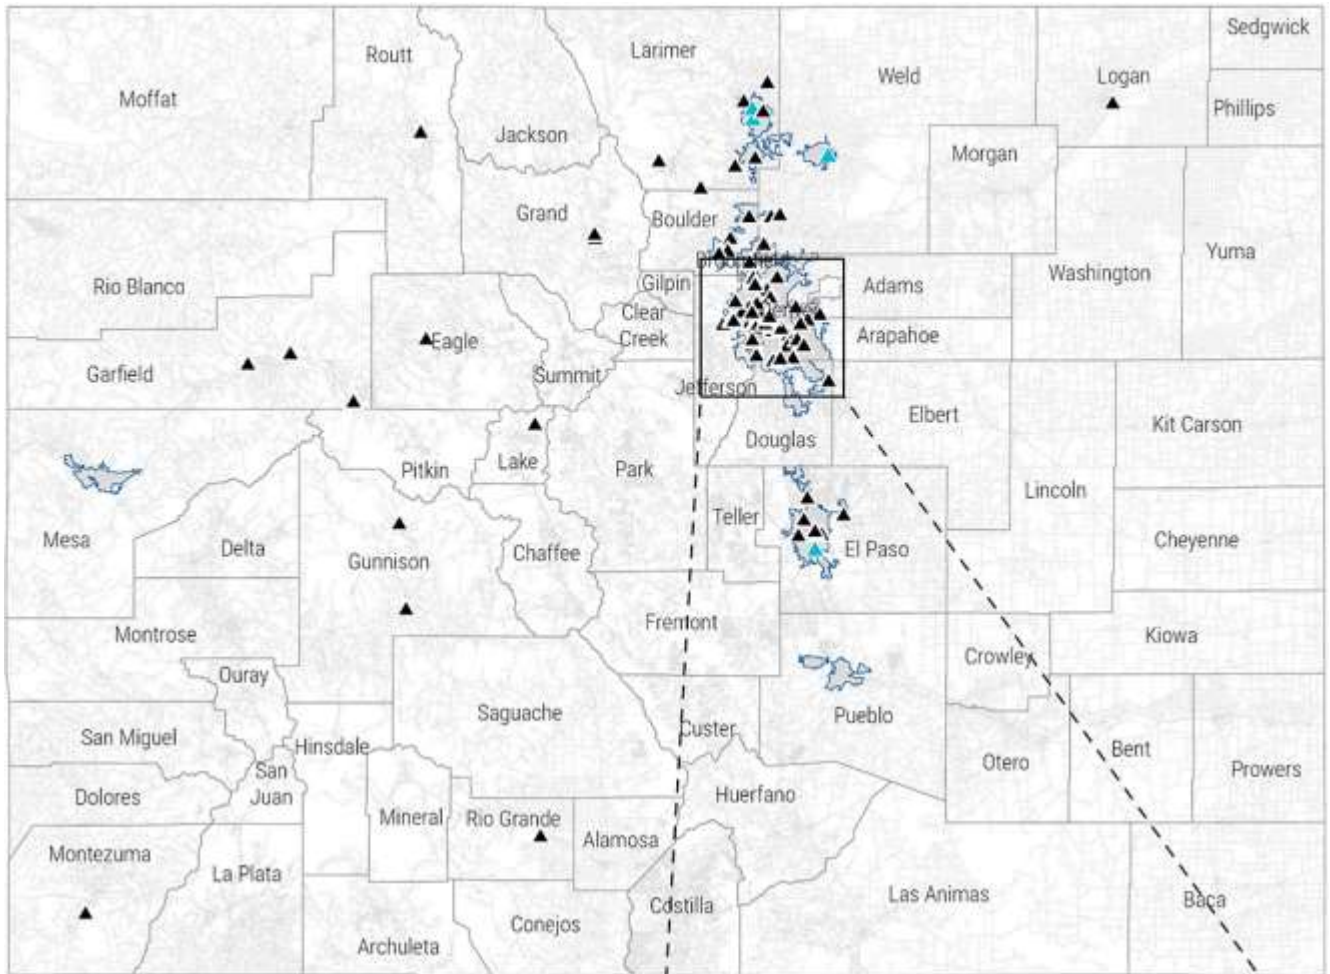 Sedgwick
Routt
Larimer
Weld
Logan
Moffat
Phillips
Jackson
Morgan
Grand
Boulder
Yuma
Broomfield
Washington
Rio Blanco
Gilpin
Adams
Clear
Creek
Arapahoe
Eagle
Garfield
Summit
Jefferson
Elbert
Kit Carson
Douglas
Lake
Pitkin
Park
Lincoln
Teller
Mesa
Delta
Gunnison
Chaffee
El Paso
Cheyenne
Fremont
Montrose
Kiowa
Crowley
Ouray
Saguache
Pueblo
Custer
San Miguel
Hinsdale
Bent
Otero
San
Juan
Prowers
Dolores
Huerfano
Mineral
Rio Grande
Alamosa
Montezuma
La Plata
Las Animas
Baca
Costilla
Conejos
Archuleta